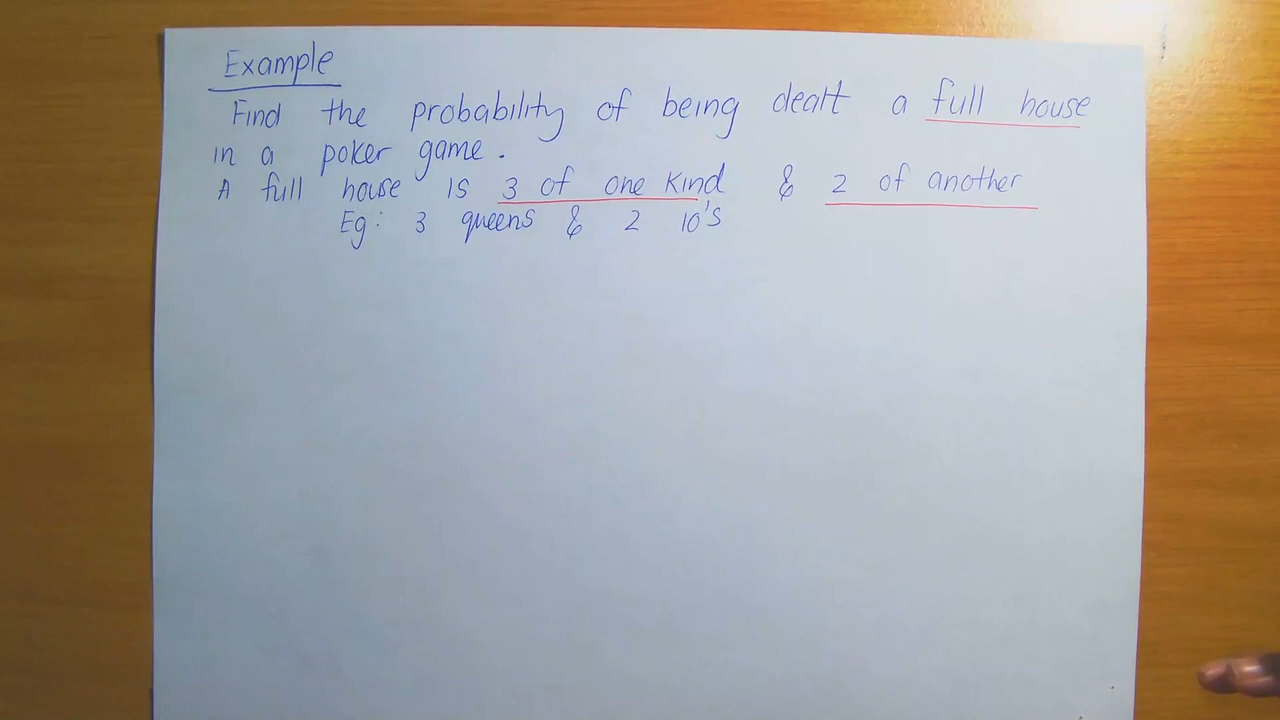 Example
Find the probability of being dealt a full house
in a poker game.
A full house is 3 of one kind & 2 of another
Eg: 3 queens & 2 10's